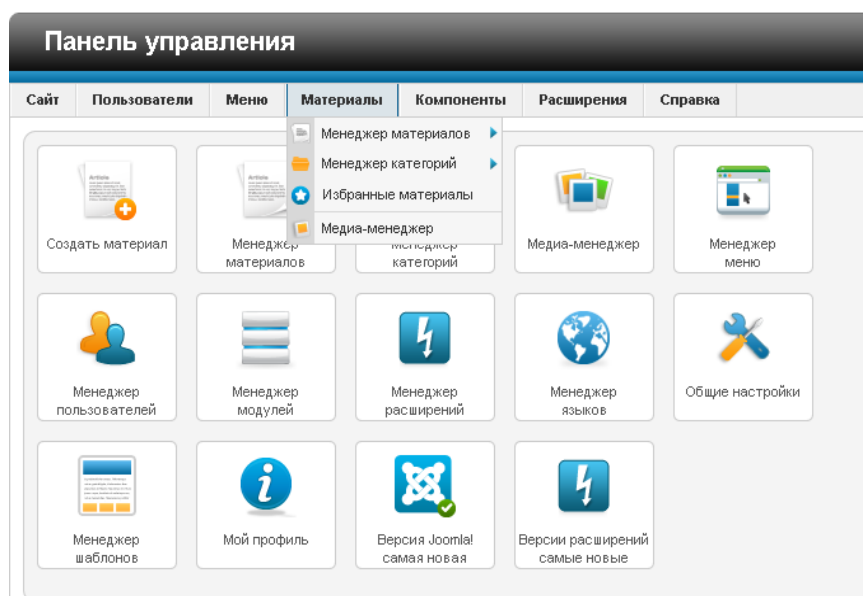 Панель управления
Сайт Пользователи Меню Материалы Компоненты Расширения Справка
Менеджер материалов
Менеджер категорий
Избранные материалы
Медиа-менеджер
Создать материал
Менеджер
материалов
Менеджер
категорий
Медиа-менеджер
Менеджер
меню
Менеджер
пользователей
Менеджер
модулей
Менеджер
расширений
Менеджер
языков
Общие настройки
Менеджер
шаблонов
Мой профиль
Версия Joomla!
самая новая
Версии расширений
самые новые